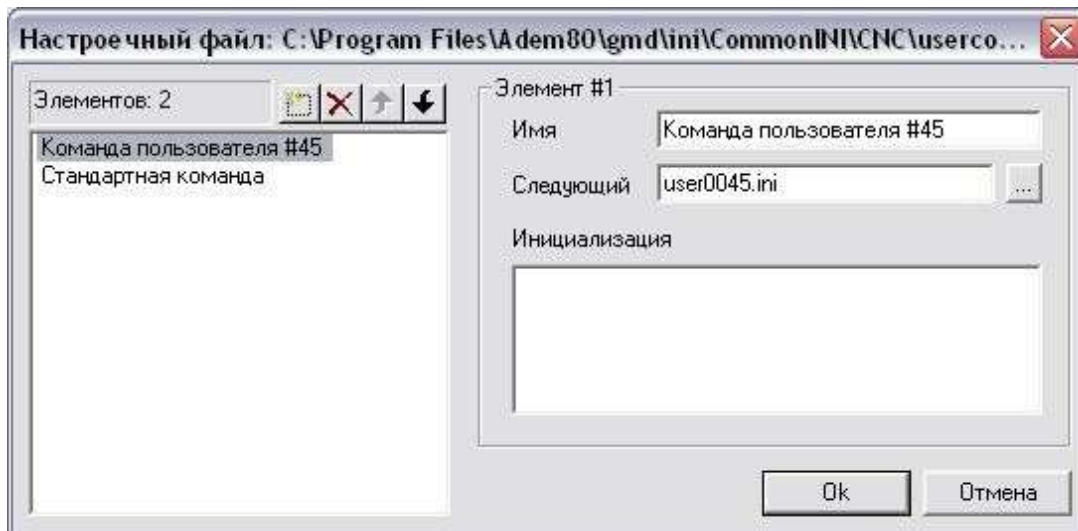 Настроечный файл: C:\Program Files\Adem80\gmd\ini\CommonINI\CNC\userco...
Элементов: 2
Команда пользователя #45
Стандартная команда
Элемент #1
Имя
Команда пользователя #45
Следующий
user0045.ini
...
Инициализация
Ok
Отмена